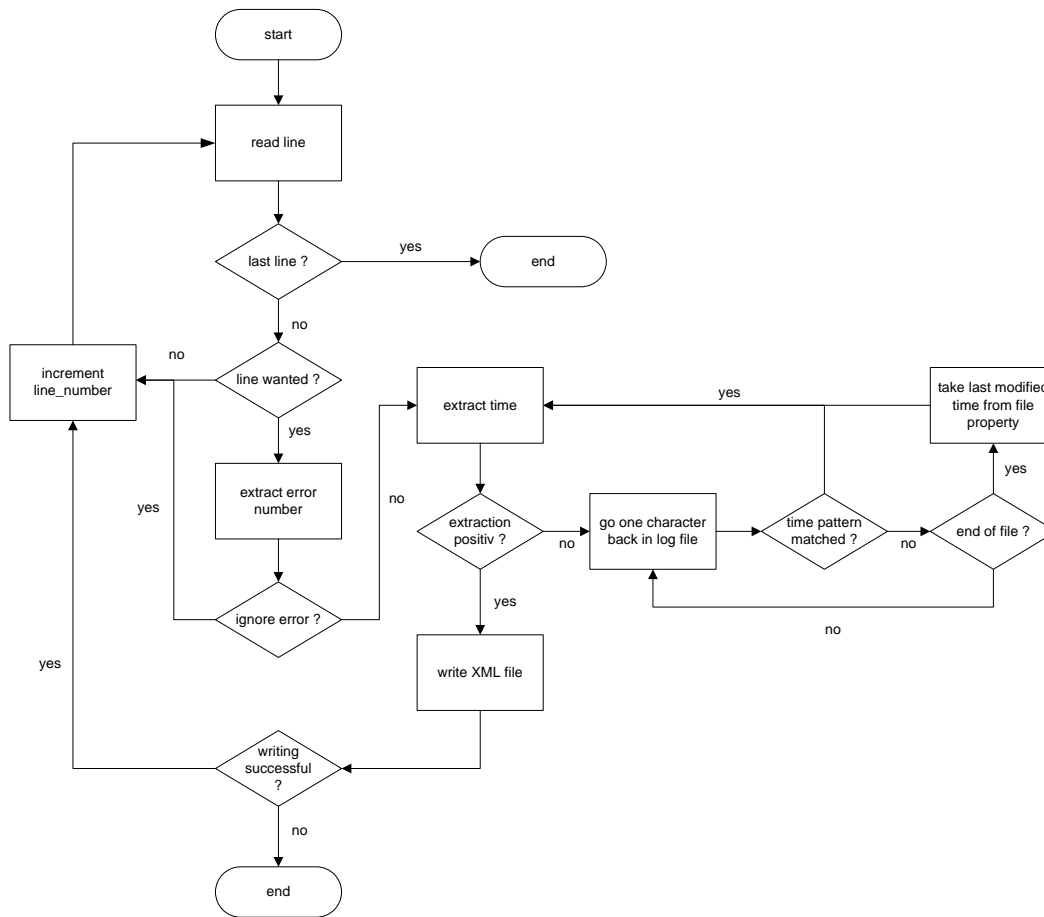 start
read line
last line ?
yes
end
no
increment
line_number
no
line wanted ?
yes
extract error
number
yes
ignore error ?
no
extract time
yes
take last modified
time from file
property
yes
extraction
positiv ?
no
go one character
back in log file
time pattern
matched ?
no
end of file ?
no
yes
write XML file
yes
writing
successful
?
no
end